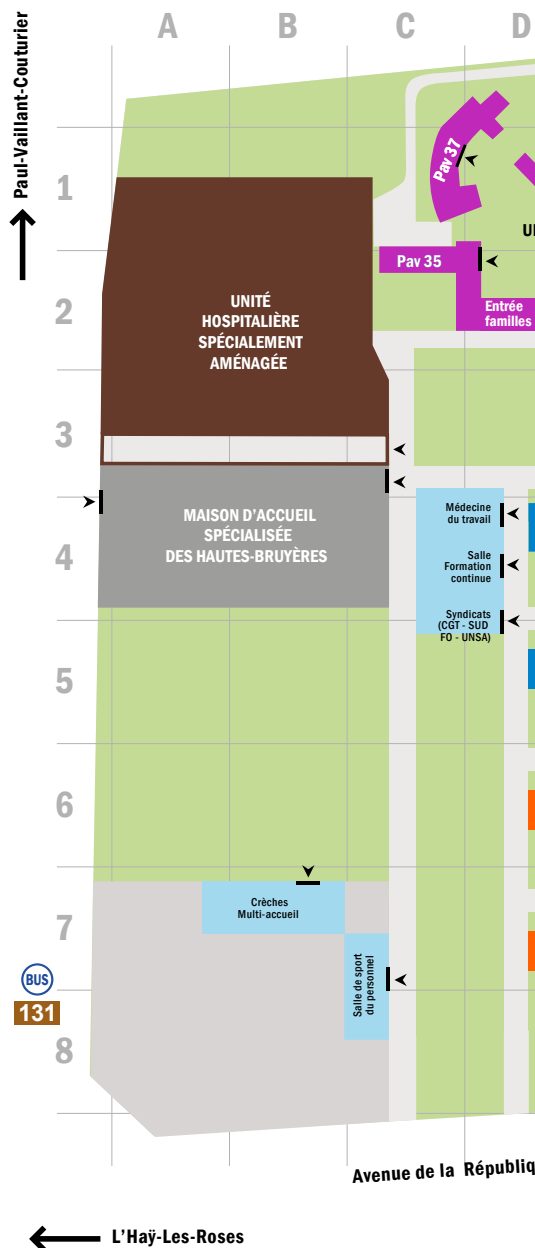 A B C D
Paul-Vaillant-Couturier
1
Pav 37
Pav 35
2
UNITÉ
HOSPITALIÈRE
SPÉCIALEMENT
AMÉNAGÉE
Entrée
familles
3
MAISON D'ACCUEIL
SPÉCIALISÉE
DES HAUTES-BRUYÈRES
Médecine
du travail
4
Salle
Formation
continue
Syndicats
(CGT - SUD
FO - UNSA)
5
6
Crèches
Multi-accueil
7
Salle de sport
du personnel
BUS
131
8
Avenue de la Républiq
L'Haÿ-Les-Roses